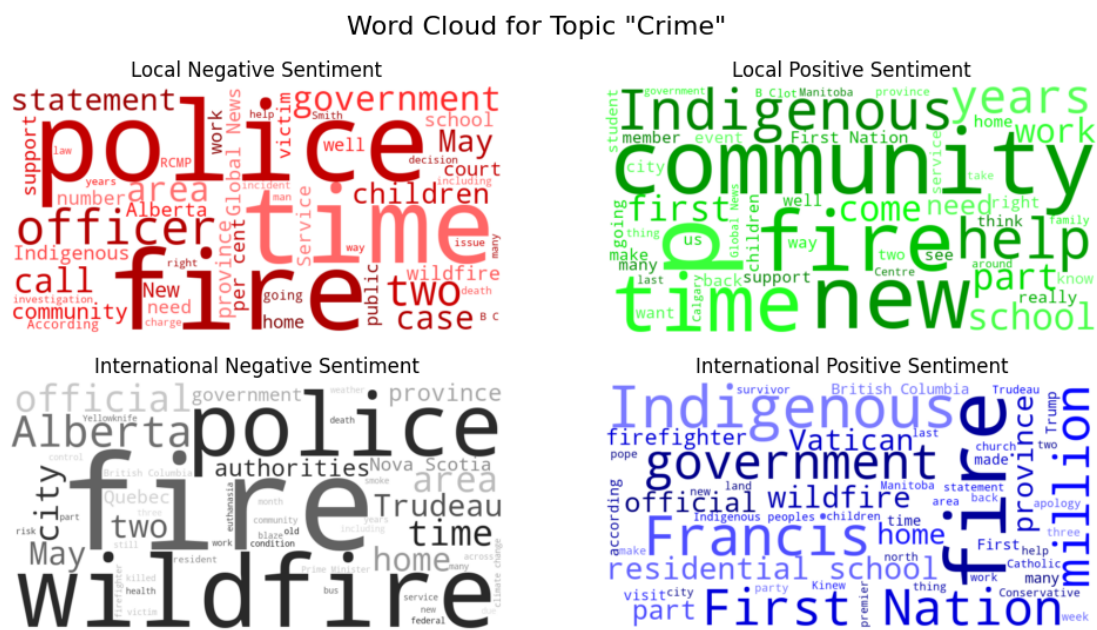 Word Cloud for Topic "Crime"
Local Negative Sentiment
statement
government
police
support
law
RCMP
work
Global News
help
Smith
victim
well
school
May
decision
court
years
including
number
area
incident
man
children
Alberta
officer
time
Service
way
issue
many
Indigenous
province
per cent
fire
right
call
New
wildfire
public
two
death
investigation
going
need
community
home
case
B C
According
charge
Local Positive Sentiment
government
B Clot
Manitoba
province
student
Indigenous
years
home
work
member
event
First Nation
community
city
service
take
first
well
come
need
right
going
thing
p
us
Global News
children
fire
think
family
help
make
way
two
see
around
many
last
back
support
Centre
part
know
time
Calgary
new
really
want
school
International Negative Sentiment
official
government
weather
province
Yellowknife
police
death
Alberta
control
authorities
Nova Scotia
city
British Columbia
smoke
area
fire
Quebec
euthanasia
month
Trudeau
three
two
community
years
risk
part
blaze
old
including
time
still
work
condition
May
resident
home
many
across
wildfire
Prime Minister
climate change
firefighter
killed
health
bus
service
new
victim
federal
due
International Positive Sentiment
survivor
British Columbia
Trudeau
Indigenous
fire
Trump
million
firefighter
Vatican
last
pope
church
two
government
made
province
new
land
Manitoba
statement
according
official
wildfire
area
back
apology
Indigenous peoples
children
time
Francis
home
First
three
make
north
help
residential school
Catholic
work
many
party
Kinew
thing
visit
city
premier
Conservative
part
First Nation
week